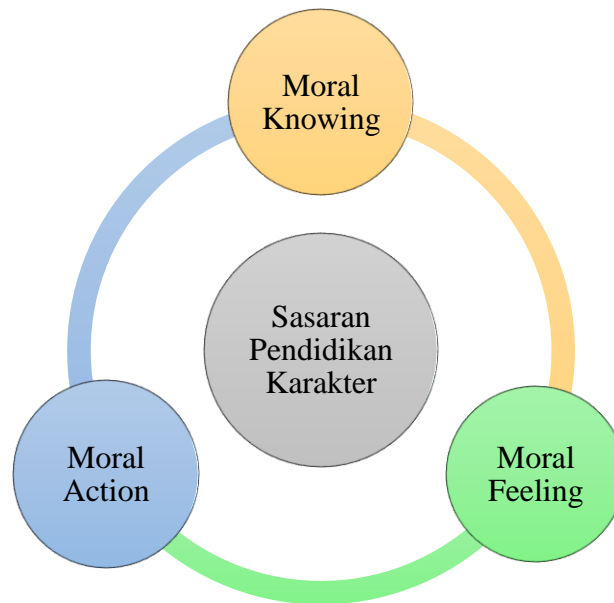 Moral
Knowing
Sasaran
Pendidikan
Karakter
Moral
Action
Moral
Feeling